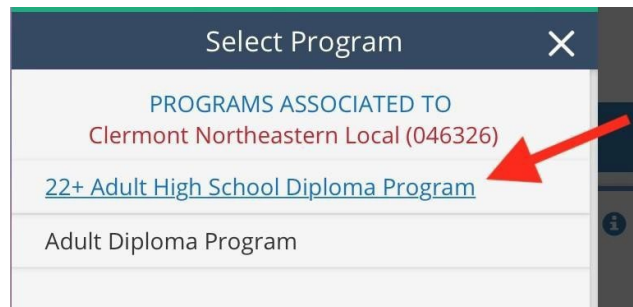 Select Program
PROGRAMS ASSOCIATED TO
Clermont Northeastern Local (046326)
22+ Adult High School Diploma Program
Adult Diploma Program